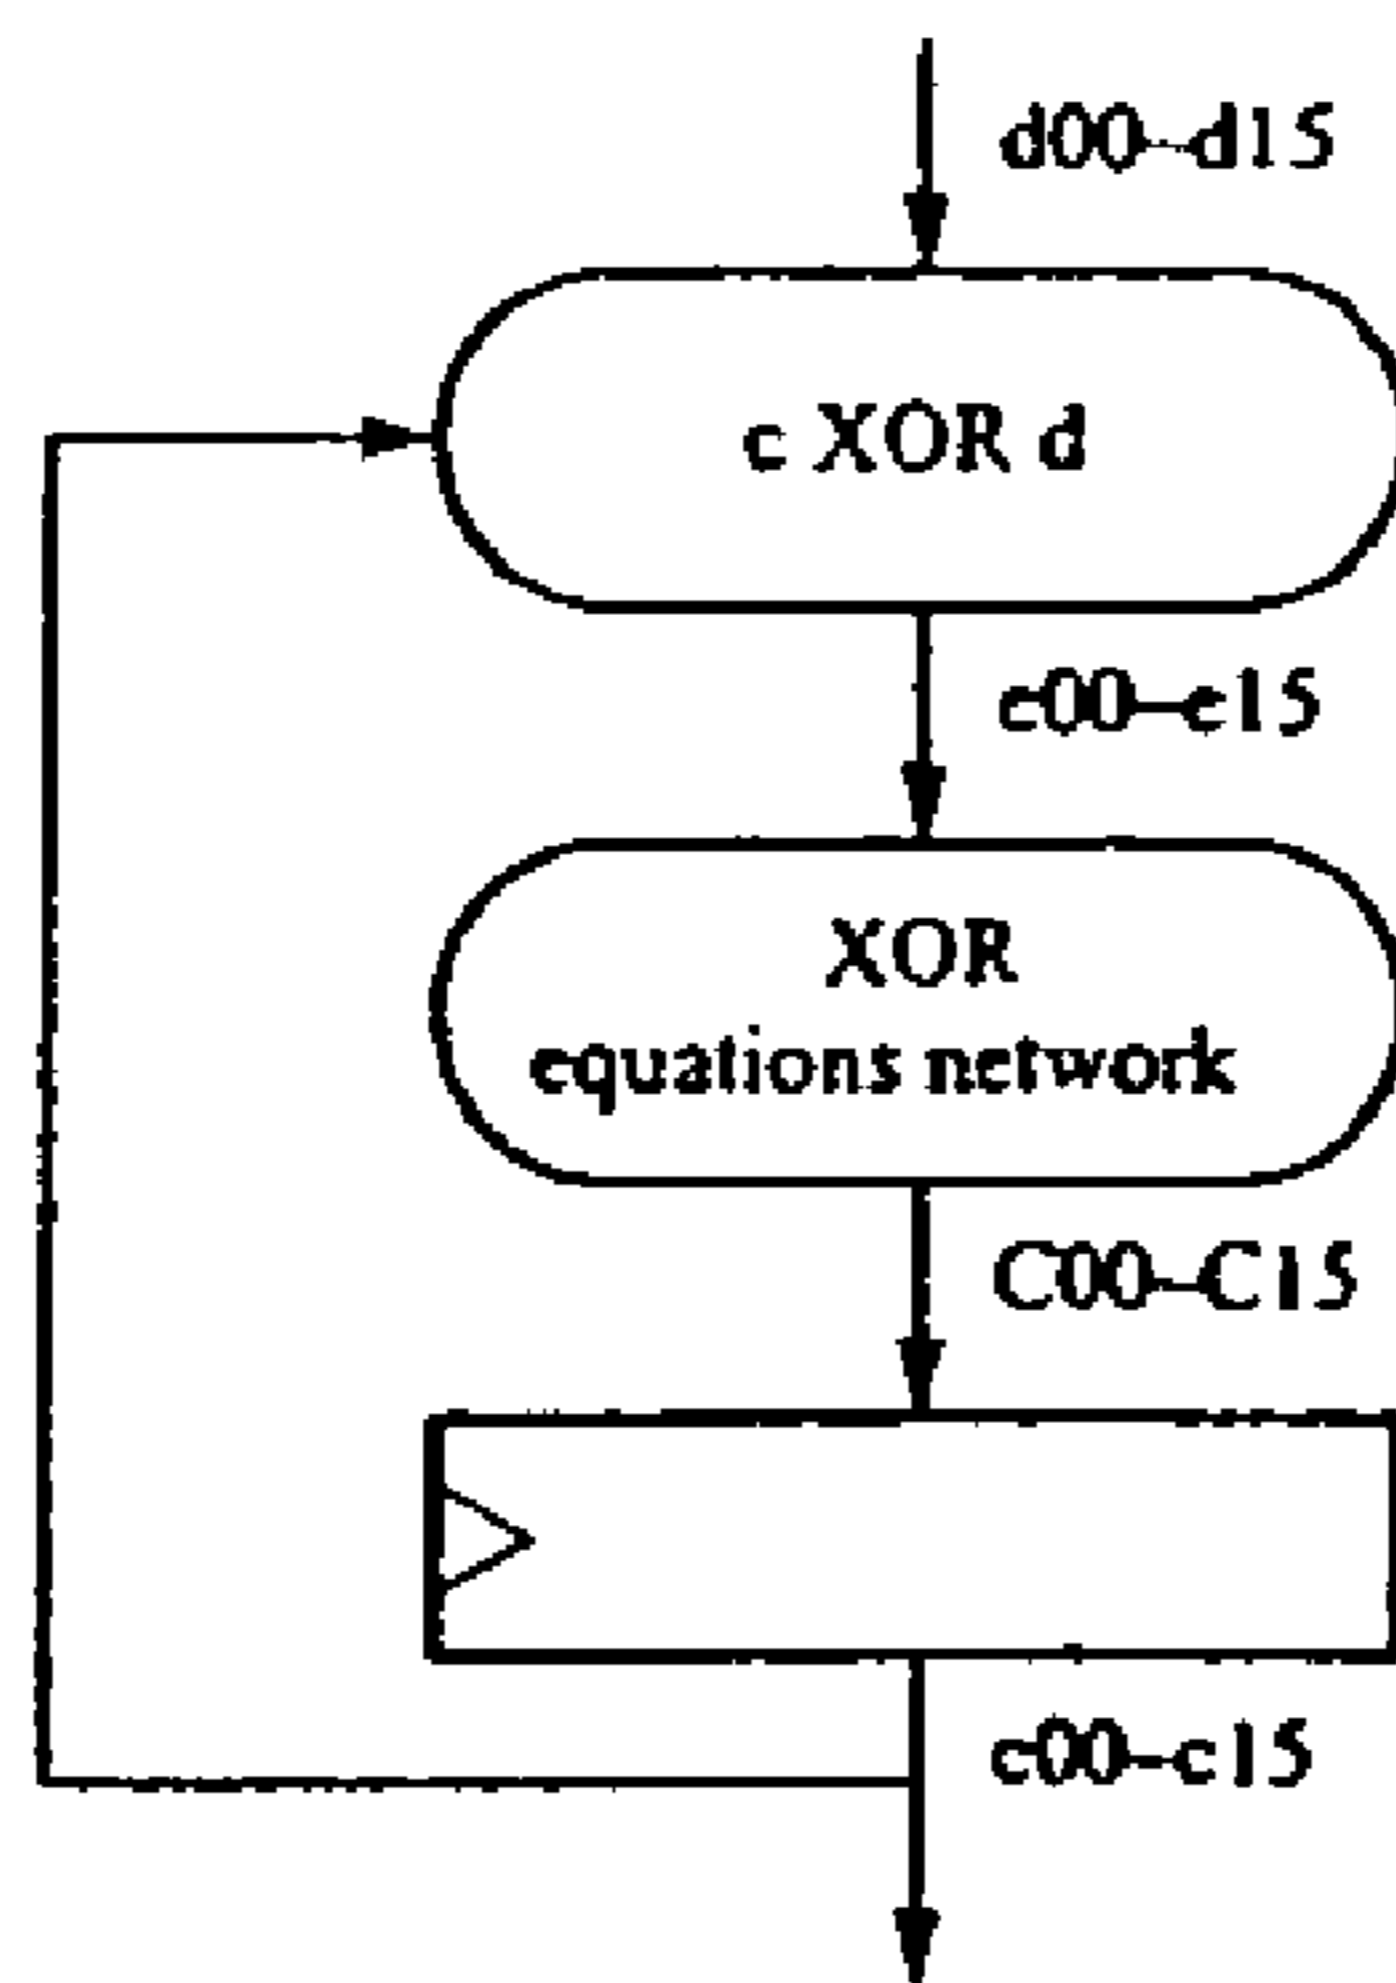 d00–d15
c XOR d
e00–e15
XOR
equations network
C00–C15
c00–c15